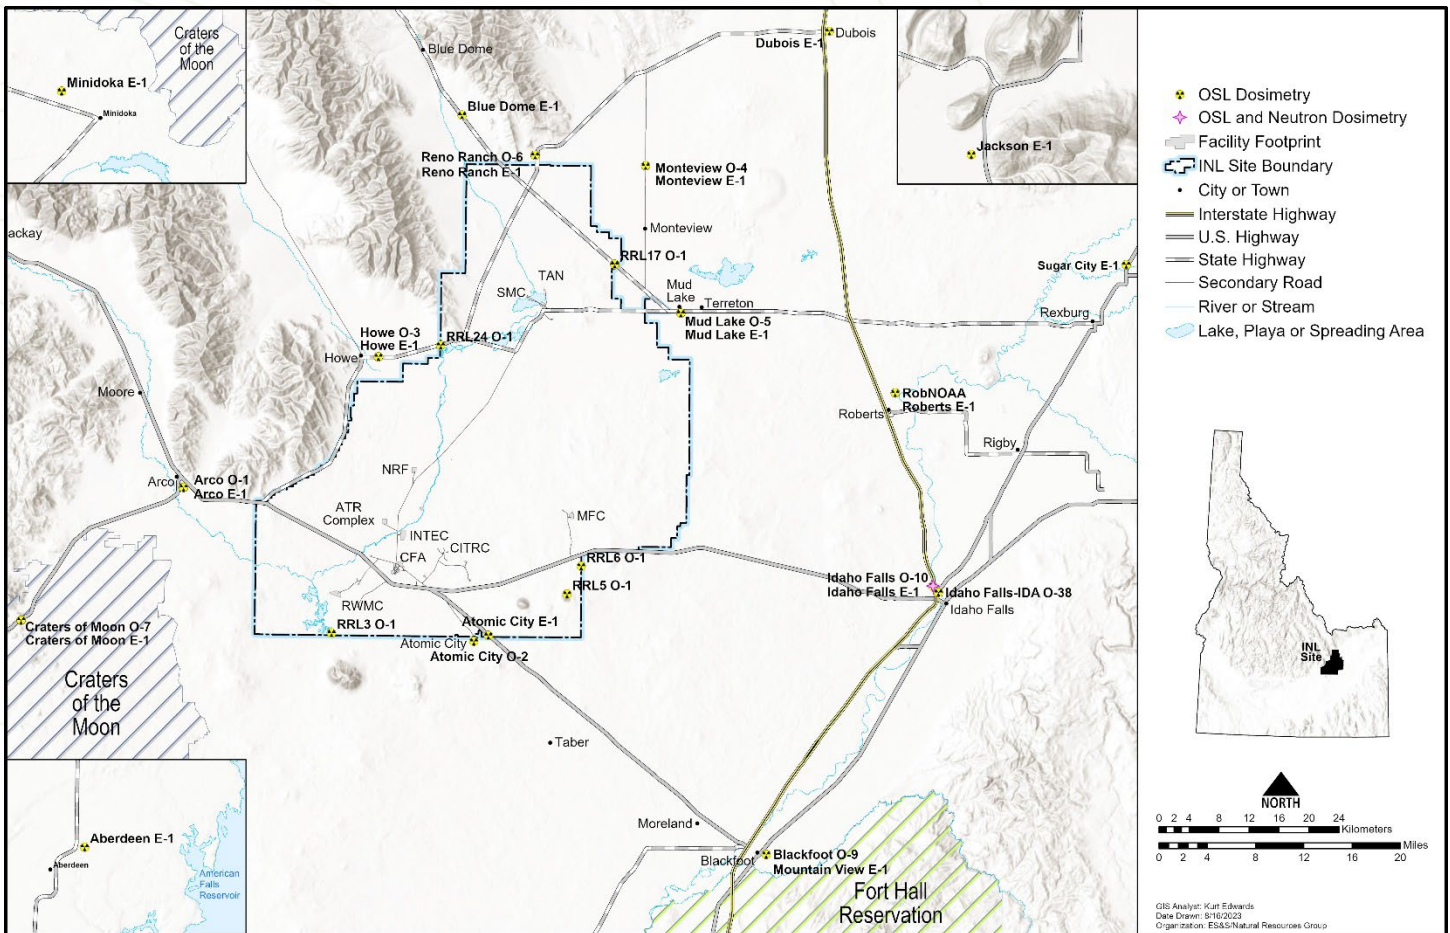 Craters
of the
Moon
Minidoka E-1
Minidoka
Blue Dome
Blue Dome E-1
Dubois E-1
Dubois
Jackson E-1
Reno Ranch O-6
Reno Ranch E-1
Monteview O-4
Monteview E-1
Monteview
ackay
RRL17 O-1
TAN
SMC
Mud
Lake
Terreton
Mud Lake O-5
Mud Lake E-1
Sugar City E-1
Rexburg
Howe O-3
Howe E-1
Howe
RRL24 O-1
Moore
RobNOAA
Roberts E-1
Roberts
Rigby
Arco
Arco O-1
Arco E-1
NRF
ATR
Complex
INTEC
CFA
CITRC
MFC
RWMC
RRL6 O-1
RRL5 O-1
RRL3 O-1
Atomic City E-1
Atomic City
Atomic City O-2
Idaho Falls O-10
Idaho Falls E-1
Idaho Falls-IDA O-38
Idaho Falls
Craters of Moon O-7
Craters of Moon E-1
Craters
of the
Moon
Taber
Moreland
Blackfoot
Blackfoot O-9
Mountain View E-1
Fort Hall
Reservation
Aberdeen E-1
Aberdeen
American
Falls
Reservoir
OSL Dosimetry
OSL and Neutron Dosimetry
Facility Footprint
INL Site Boundary
City or Town
Interstate Highway
U.S. Highway
State Highway
Secondary Road
River or Stream
Lake, Playa or Spreading Area
INL
Site
NORTH
0 2 4 8 12 16 20 24
Kilometers
Miles
0 2 4 8 12 16 20
GIS Analyst: Kurt Edwards
Date Drawn: 8/16/2023
Organization: ES&S/Natural Resources Group